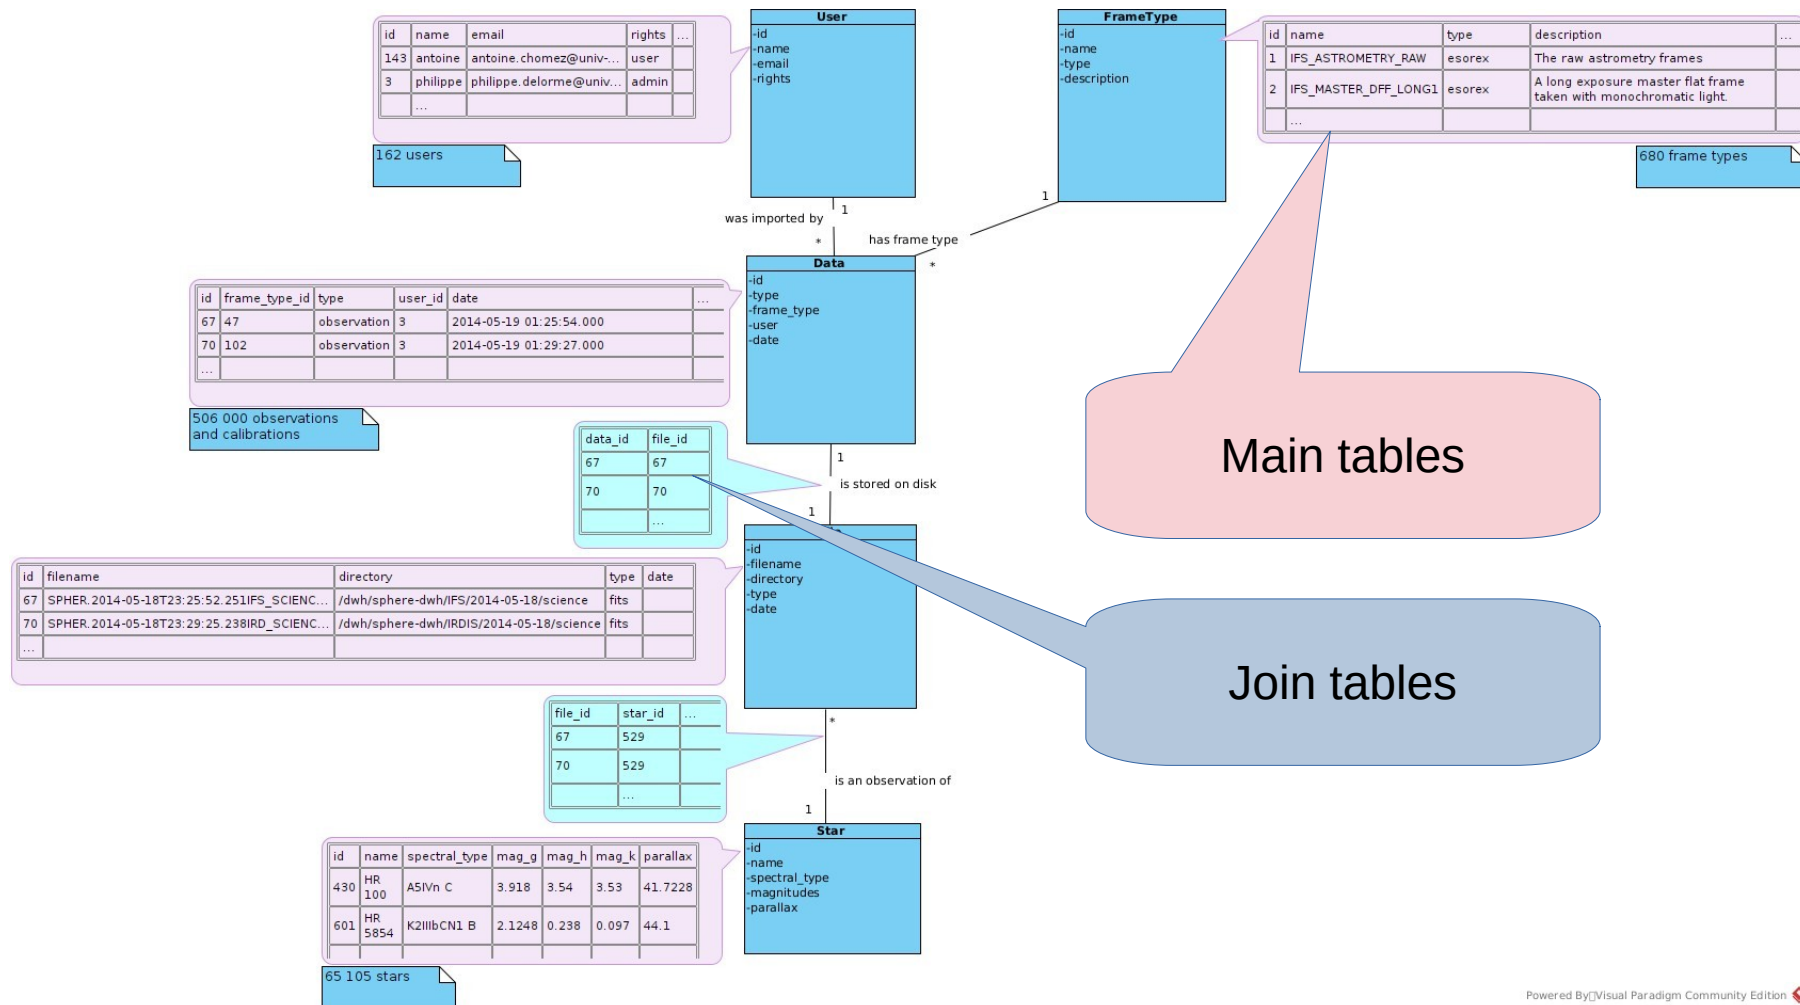 id name email rights ...
143 antoine antoine.chomez@univ-... user
3 philippe philippe.delorme@univ... admin
...
162 users
User
-id
-name
-email
-rights
FrameType
-id
-name
-type
-description
id name type description ...
1 IFS_ASTROMETRY_RAW esorex The raw astrometry frames
2 IFS_MASTER_DFF_LONG1 esorex A long exposure master flat frame
taken with monochromatic light.
...
680 frame types
1
was imported by
*
1
has frame type
*
id frame_type_id type user_id date ...
67 47 observation 3 2014-05-19 01:25:54.000
70 102 observation 3 2014-05-19 01:29:27.000
...
506 000 observations
and calibrations
Data
-id
-type
-frame_type
-user
-date
Main tables
data_id file_id
67 67
70 70
...
1
is stored on disk
1
id filename directory type date
67 SPHER.2014-05-18T23:25:52.251IFS_SCIENC... /dwh/sphere-dwh/IFS/2014-05-18/science fits
70 SPHER.2014-05-18T23:29:25.238IRD_SCIENC... /dwh/sphere-dwh/IRDIS/2014-05-18/science fits
...
-id
-filename
-directory
-type
-date
Join tables
file_id star_id ...
67 529
70 529
...
*
is an observation of
1
id name spectral_type mag_g mag_h mag_k parallax
430 HR 100 A5IVn C 3.918 3.54 3.53 41.7228
601 HR 5854 K2IIIbCN1 B 2.1248 0.238 0.097 44.1
65 105 stars
Star
-id
-name
-spectral_type
-magnitudes
-parallax
Powered By Visual Paradigm Community Edition